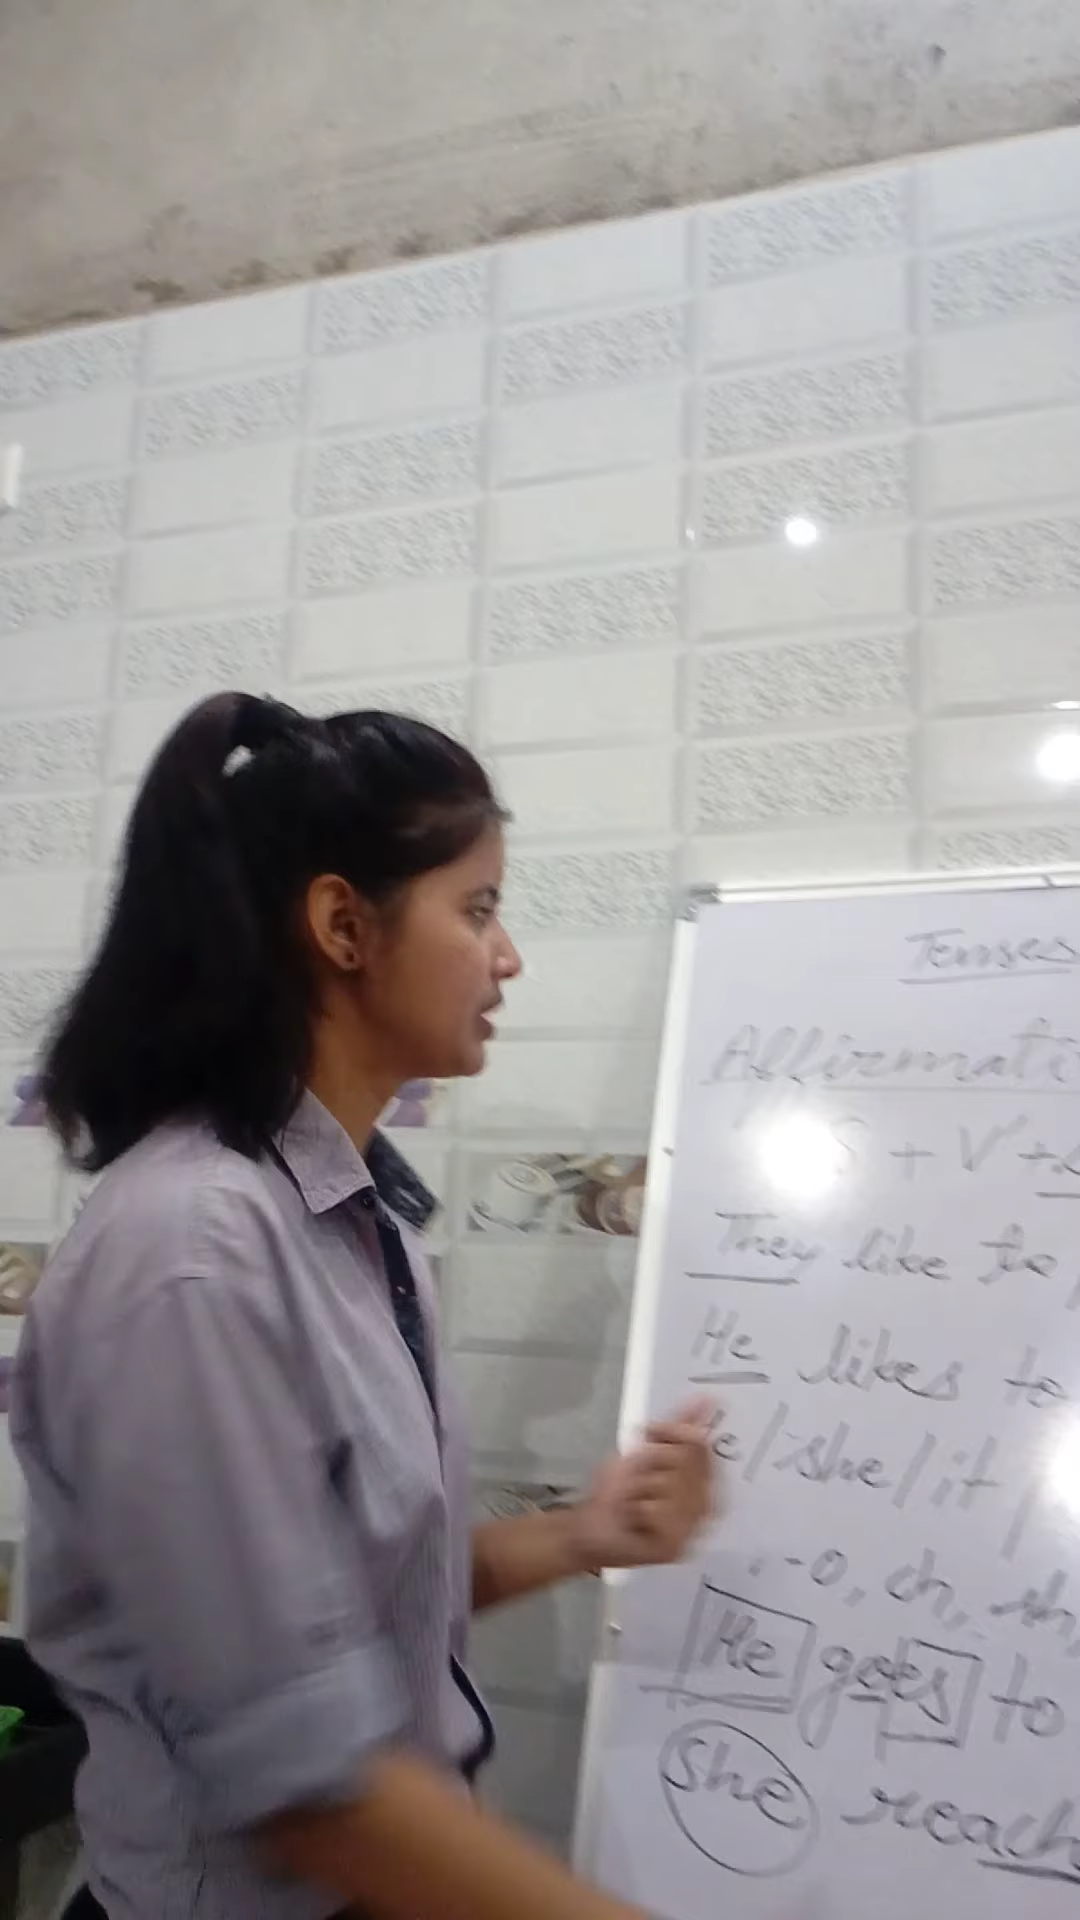 Tenses
Affirmati
S + V +
They like to
He likes to
He/she/it /
-o, ch, sh,
He goes to
She reach